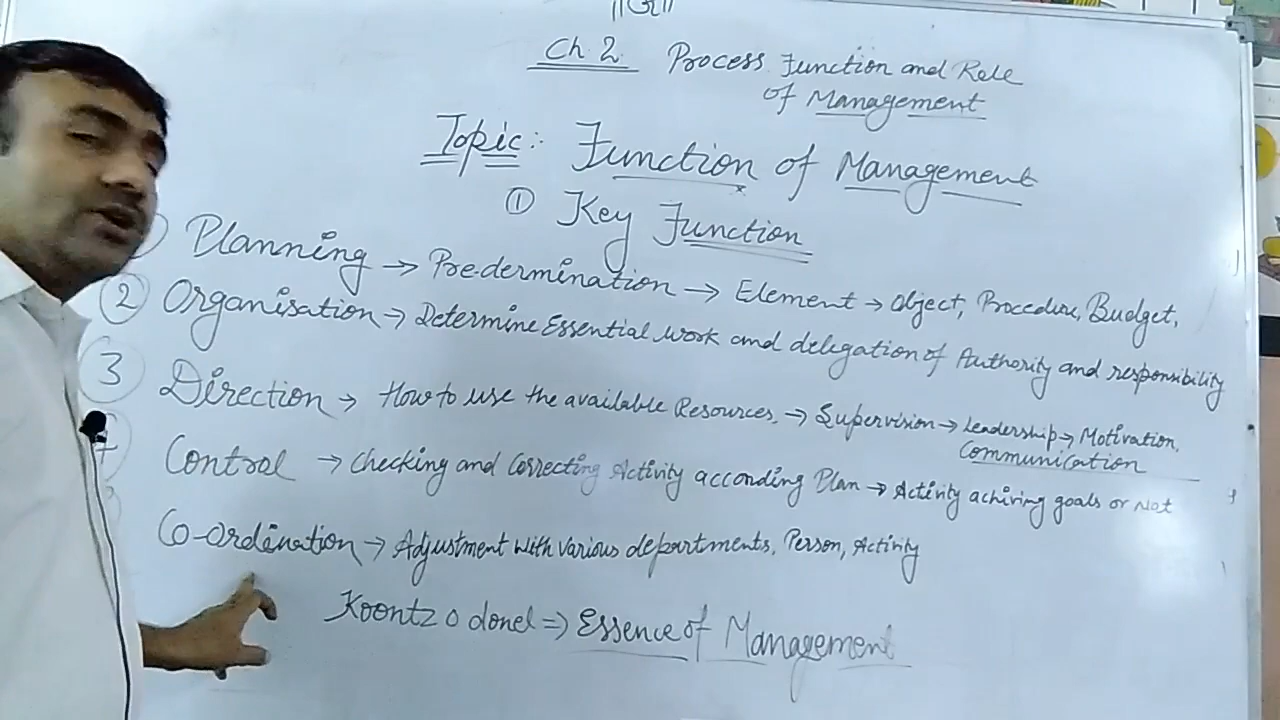 Ch. 2. Process Function and Role
of Management
Topic: Function of Management
① Key Function
Planning → Predermination → Element → Object, Procedure, Budget,
② Organisation → Determine Essential work and delegation of Authority and responsibility
③ Direction → How to use the available Resources. → Supervision → Leadership → Motivation,
Communication
Control → Checking and Correcting Activity according Plan → Activity achiving goals or Not
Co-ordination → Adjustment with various departments, Person, Activity
Koontz o donel ⇒ Essence of Management